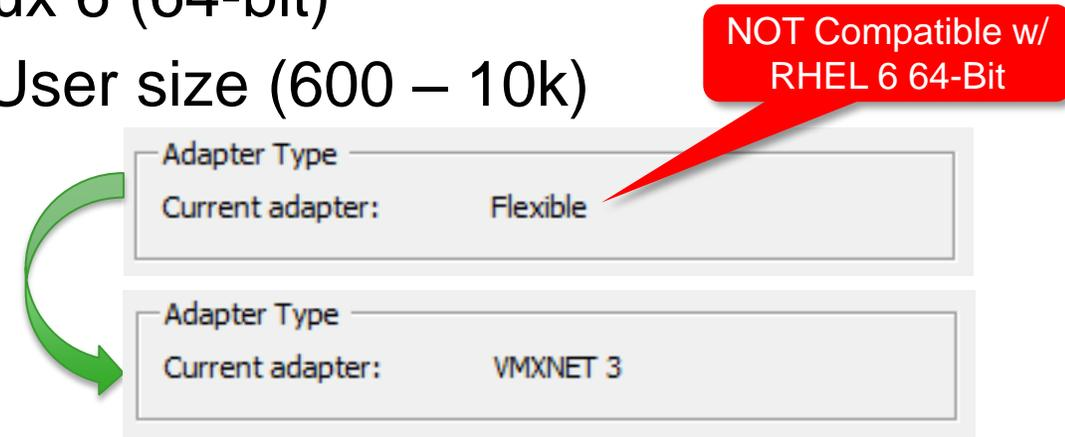 ux 6 (64-bit)
User size (600 – 10k)
NOT Compatible w/
RHEL 6 64-Bit
Adapter Type
Current adapter: Flexible
Adapter Type
Current adapter: VMXNET 3